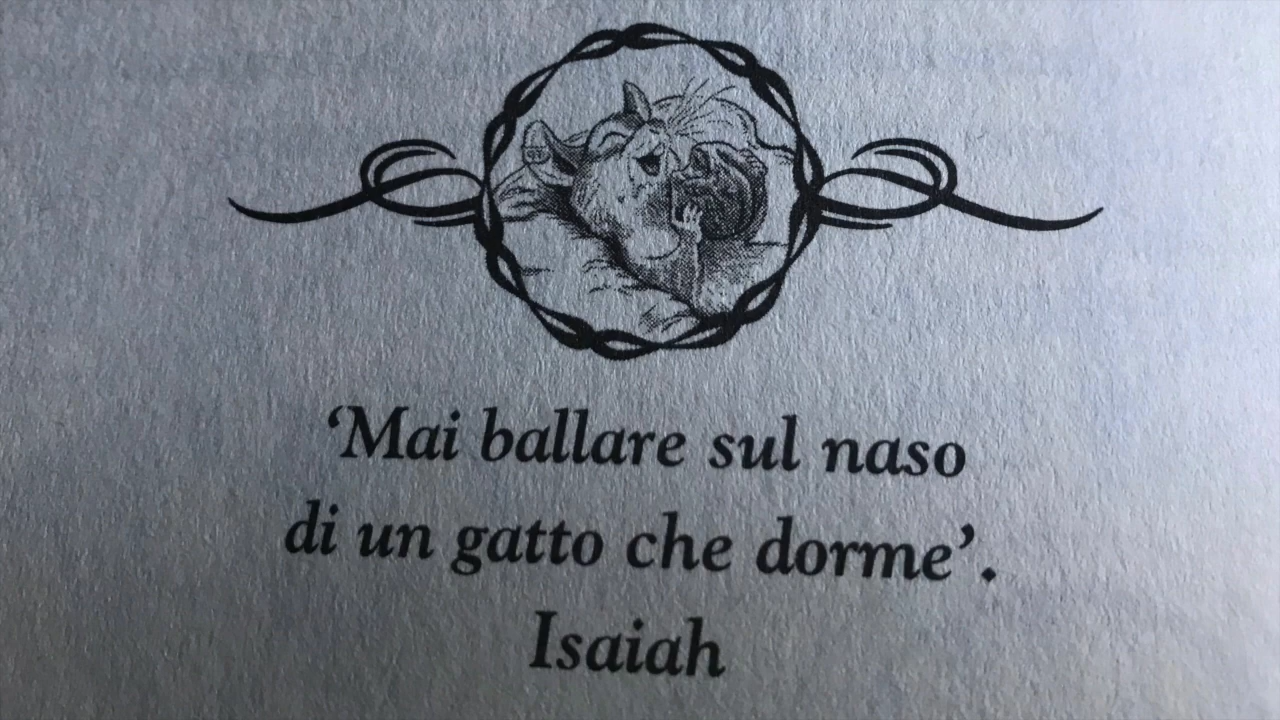 ‘Mai ballare sul naso
di un gatto che dorme’.
Isaiah